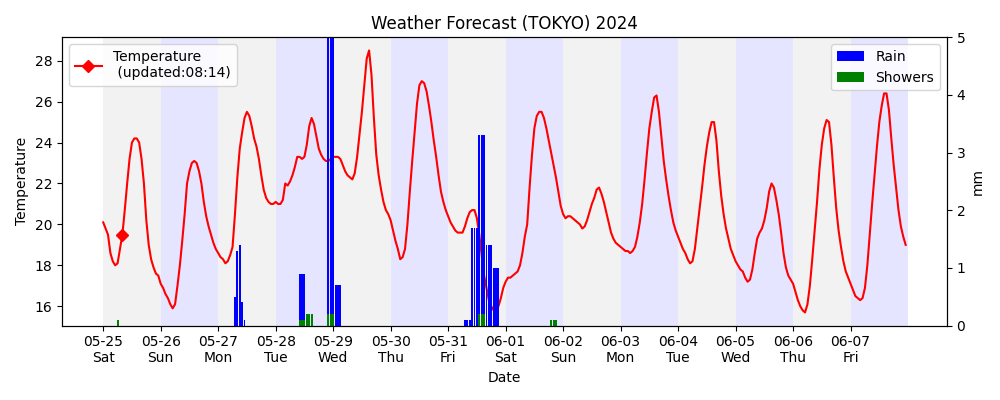 Weather Forecast (TOKYO) 2024
Temperature
(updated:08:14)
Rain
Showers
28
26
24
22
20
18
16
Temperature
5
4
3
2
1
0
mm
05-25 05-26 05-27 05-28 05-29 05-30 05-31 06-01 06-02 06-03 06-04 06-05 06-06 06-07
Sat Sun Mon Tue Wed Thu Fri Sat Sun Mon Tue Wed Thu Fri
Date